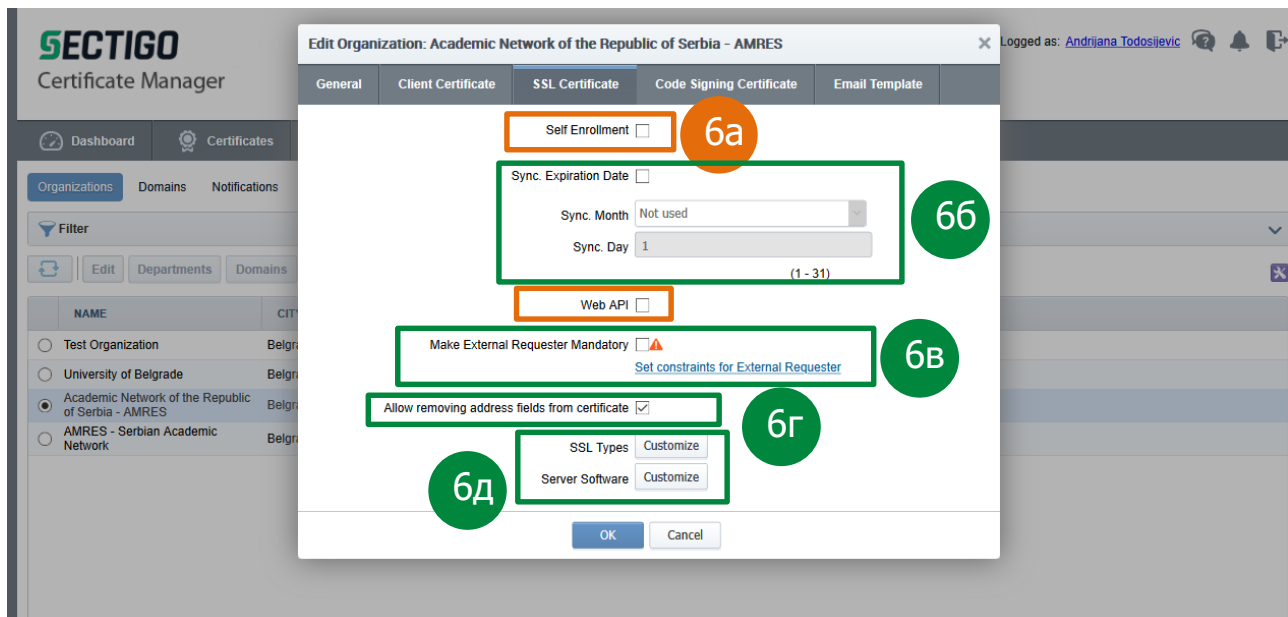 SECTIGO
Certificate Manager
Edit Organization: Academic Network of the Republic of Serbia - AMRES
Logged as: Andrijana Todosijevic
General Client Certificate SSL Certificate Code Signing Certificate Email Template
Dashboard Certificates
Organizations Domains Notifications
Filter
Edit Departments Domains
NAME CITY
Test Organization Belgra
University of Belgrade Belgra
Academic Network of the Republic of Serbia - AMRES Belgra
AMRES - Serbian Academic Network Belgra
Self Enrollment
6а
Sync. Expiration Date
Sync. Month Not used
Sync. Day 1
(1 - 31)
6б
Web API
Make External Requester Mandatory
Set constraints for External Requester
6в
Allow removing address fields from certificate
6г
SSL Types Customize
Server Software Customize
6д
OK Cancel